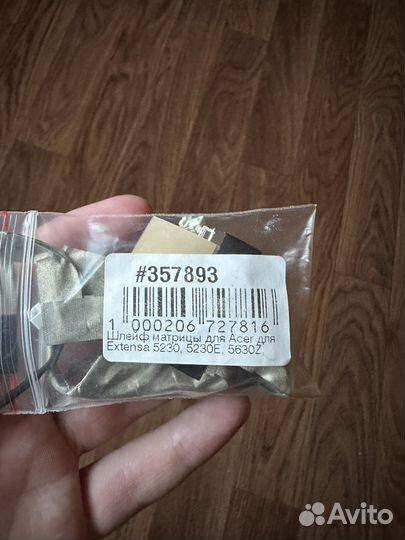 #357893
1 000206 727816
Шлейф матрицы для Acer для
Extensa 5230, 5230E, 5630Z,
Avito